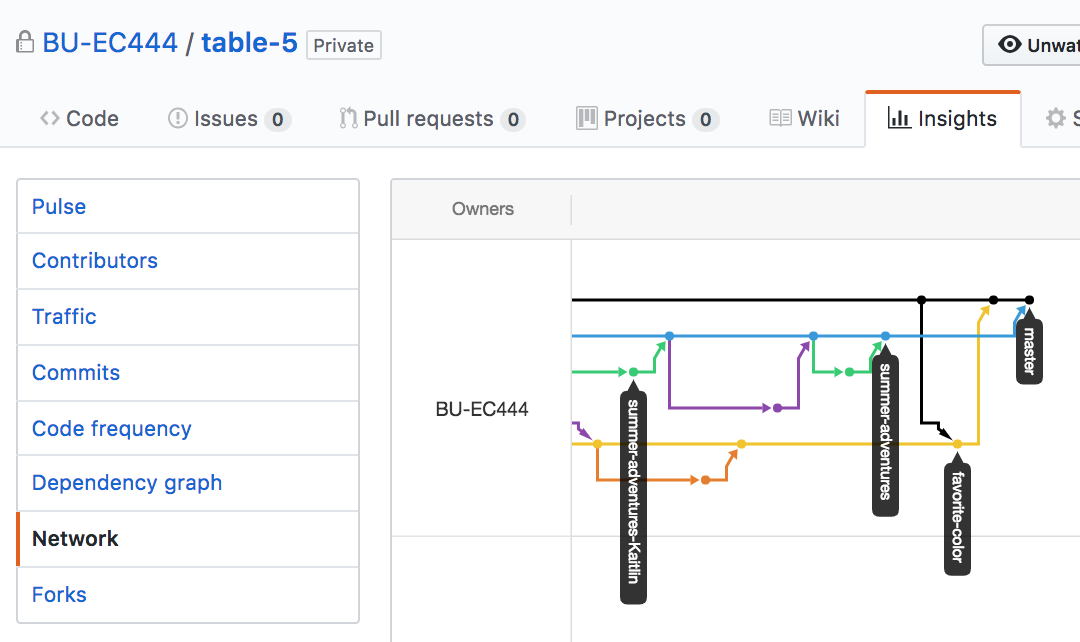 BU-EC444 / table-5 Private
Unwat
Code
Issues 0
Pull requests 0
Projects 0
Wiki
Insights
S
Pulse
Contributors
Traffic
Commits
Code frequency
Dependency graph
Network
Forks
Owners
BU-EC444
summer-adventures-Kaitlin
summer-adventures
favorite-color
master